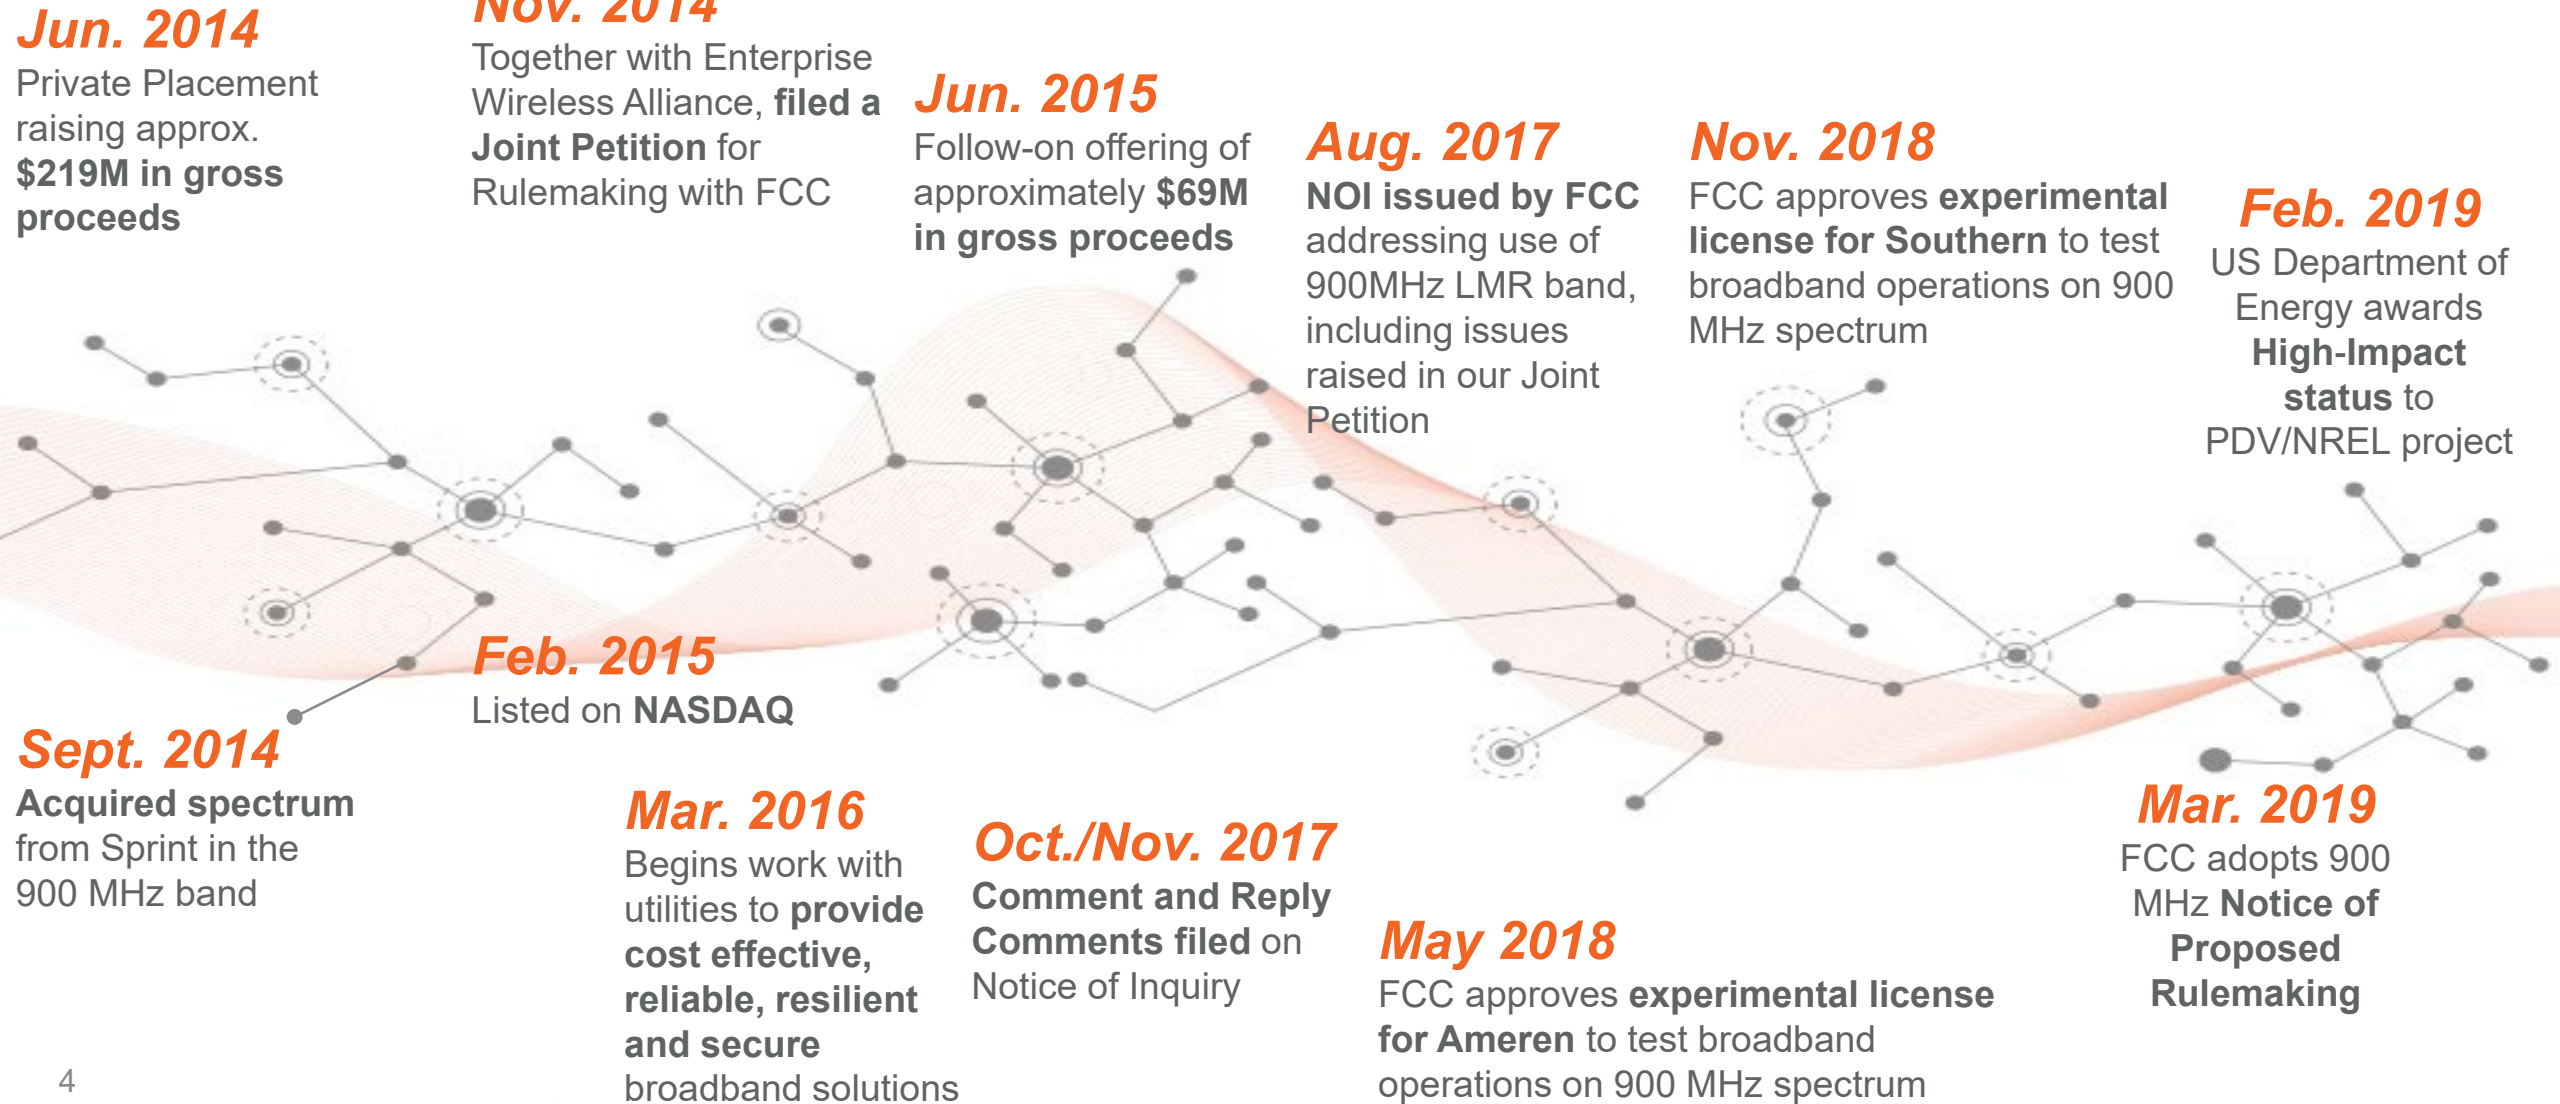 Jun. 2014
Private Placement
raising approx.
$219M in gross
proceeds
Nov. 2014
Together with Enterprise
Wireless Alliance, filed a
Joint Petition for
Rulemaking with FCC
Jun. 2015
Follow-on offering of
approximately $69M
in gross proceeds
Aug. 2017
NOI issued by FCC
addressing use of
900MHz LMR band,
including issues
raised in our Joint
Petition
Nov. 2018
FCC approves experimental
license for Southern to test
broadband operations on 900
MHz spectrum
Feb. 2019
US Department of
Energy awards
High-Impact
status to
PDV/NREL project
Sept. 2014
Acquired spectrum
from Sprint in the
900 MHz band
Feb. 2015
Listed on NASDAQ
Mar. 2016
Begins work with
utilities to provide
cost effective,
reliable, resilient
and secure
broadband solutions
Oct./Nov. 2017
Comment and Reply
Comments filed on
Notice of Inquiry
May 2018
FCC approves experimental license
for Ameren to test broadband
operations on 900 MHz spectrum
Mar. 2019
FCC adopts 900
MHz Notice of
Proposed
Rulemaking
4